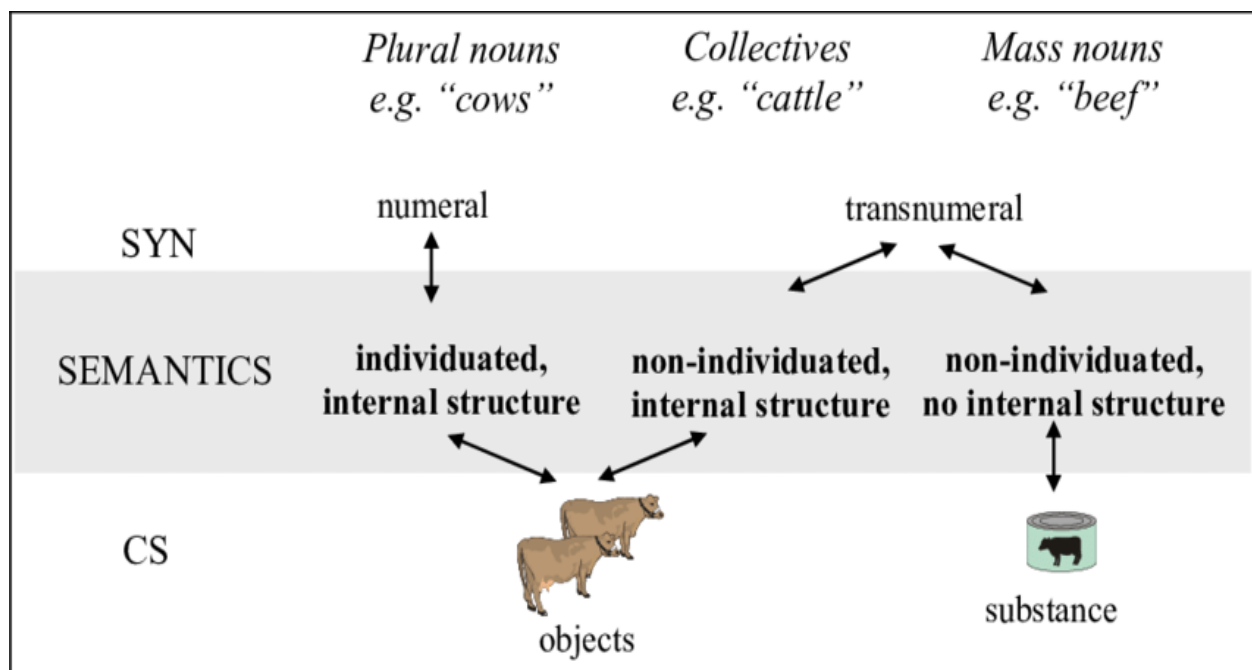 Plural nouns
e.g. “cows”
Collectives
e.g. “cattle”
Mass nouns
e.g. “beef”
numeral
transnumeral
SYN
SEMANTICS
individuated,
internal structure
non-individuated,
internal structure
non-individuated,
no internal structure
CS
objects
substance